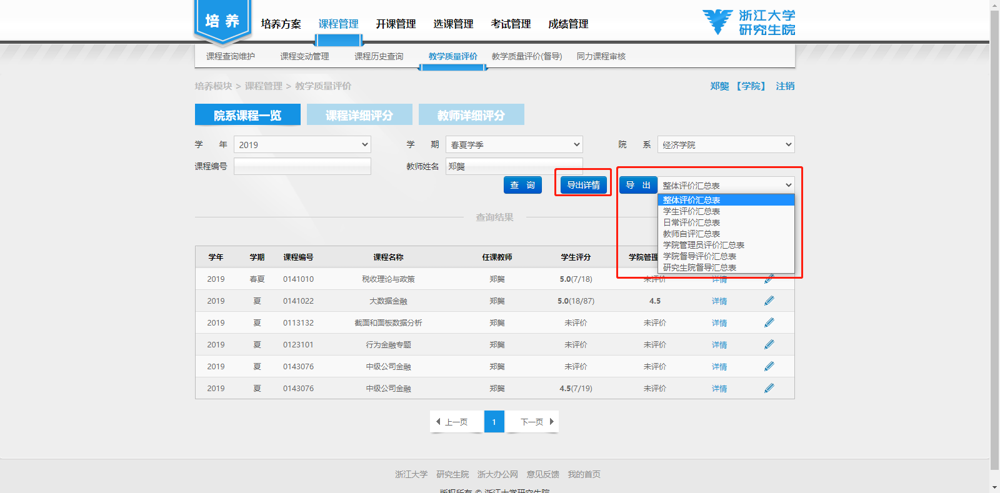 培 养
培养方案 课程管理 开课管理 选课管理 考试管理 成绩管理
浙江大学
研究生院
课程查询维护 课程变动管理 课程历史查询 教学质量评价 教学质量评价(督导) 同力课程审核
培养模块 > 课程管理 > 教学质量评价
郑龑 【学院】 注销
院系课程一览 课程详细评分 教师详细评分
学 年 2019 学 期 春夏学季 院 系 经济学院
课程编号 教师姓名 郑龑
查 询 导出详情 导 出 整体评价汇总表
整体评价汇总表
学生评价汇总表
日常评价汇总表
教师自评汇总表
学院管理员评价汇总表
学院督导评价汇总表
研究生院督导汇总表
查询结果
学年 学期 课程编号 课程名称 任课教师 学生评分 学院管理
2019 春夏 0141010 税收理论与政策 郑龑 5.0(7/18) 未评价 详情
2019 夏 0141022 大数据金融 郑龑 5.0(18/87) 4.5 详情
2019 夏 0113132 截面和面板数据分析 郑龑 未评价 未评价 详情
2019 夏 0123101 行为金融专题 郑龑 未评价 未评价 详情
2019 夏 0143076 中级公司金融 郑龑 未评价 未评价 详情
2019 夏 0143076 中级公司金融 郑龑 4.5(7/19) 未评价 详情
上一页 1 下一页
浙江大学 研究生院 浙大办公网 意见反馈 我的首页
版权所有 © 浙江大学研究生院